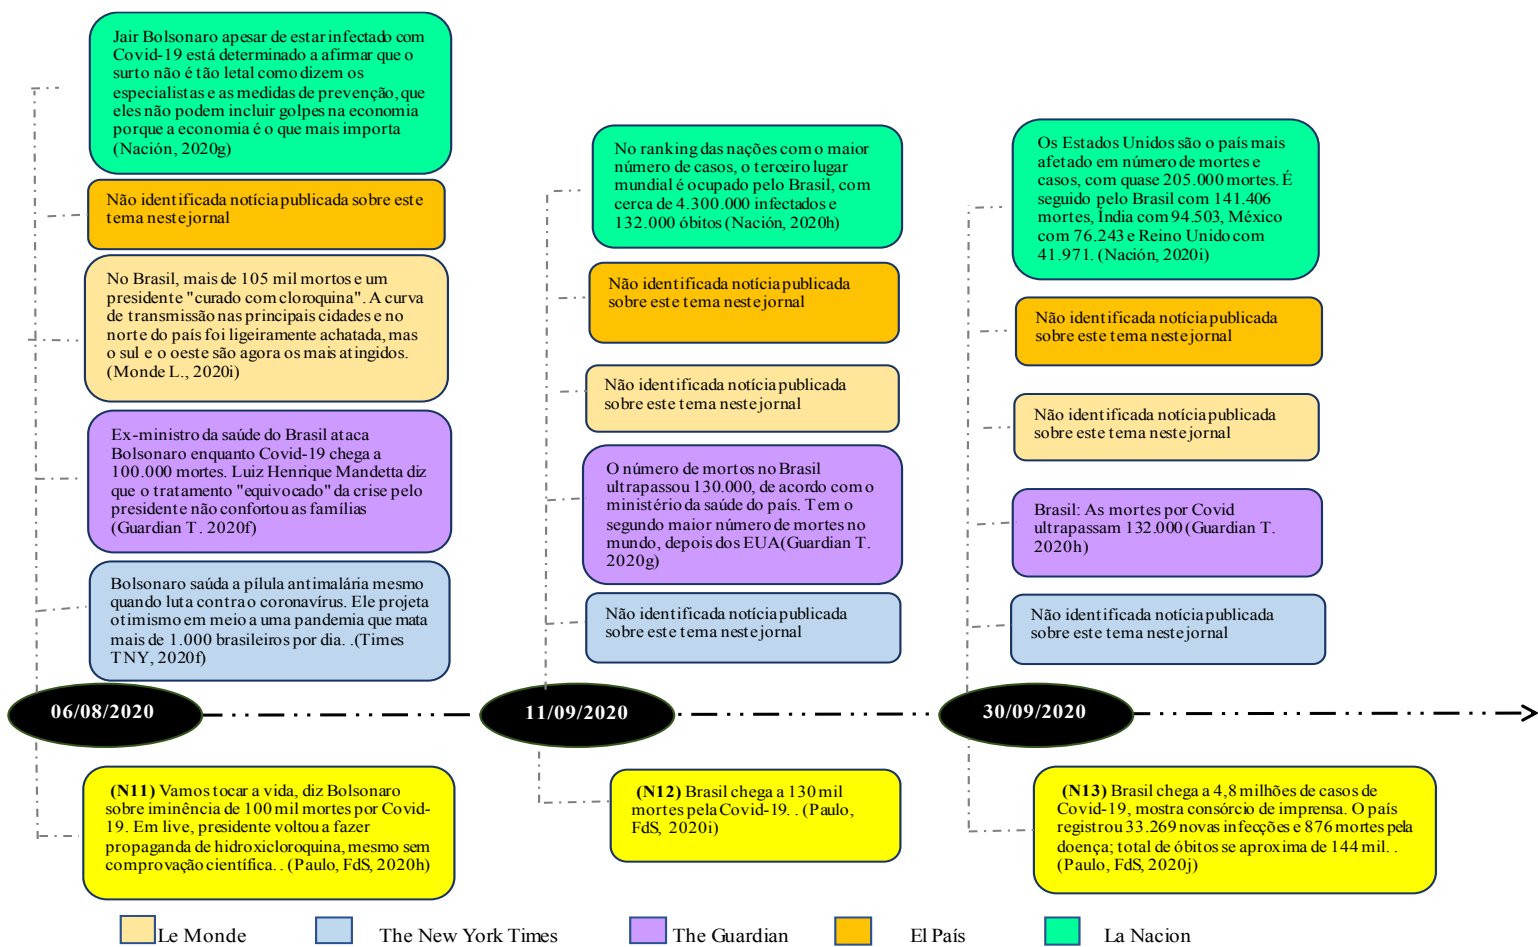 Jair Bolsonaro apesar de estar infectado com
Covid-19 está determinado a afirmar que o
surto não é tão letal como dizem os
especialistas e as medidas de prevenção, que
eles não podem incluir golpes na economia
porque a economia é o que mais importa
(Nación, 2020g)
Não identificada notícia publicada sobre este
tema neste jornal
No Brasil, mais de 105 mil mortos e um
presidente "curado com cloroquina". A curva
de transmissão nas principais cidades e no
norte do país foi ligeiramente achatada, mas
o sul e o oeste são agora os mais atingidos.
(Monde L., 2020i)
Ex-ministro da saúde do Brasil ataca
Bolsonaro enquanto Covid-19 chega a
100.000 mortes. Luiz Henrique Mandetta diz
que o tratamento "equivocado" da crise pelo
presidente não confortou as famílias
(Guardian T. 2020f)
Bolsonaro saúda a pílula antimalária mesmo
quando luta contra o coronavírus. Ele projeta
otimismo em meio a uma pandemia que mata
mais de 1.000 brasileiros por dia. .(Times
TNY, 2020f)
No ranking das nações com o maior
número de casos, o terceiro lugar
mundial é ocupado pelo Brasil, com
cerca de 4.300.000 infectados e
132.000 óbitos (Nación, 2020h)
Não identificada notícia publicada
sobre este tema neste jornal
Não identificada notícia publicada
sobre este tema neste jornal
O número de mortos no Brasil
ultrapassou 130.000, de acordo com o
ministério da saúde do país. Tem o
segundo maior número de mortes no
mundo, depois dos EUA(Guardian T.
2020g)
Não identificada notícia publicada
sobre este tema neste jornal
Os Estados Unidos são o país mais
afetado em número de mortes e
casos, com quase 205.000 mortes. É
seguido pelo Brasil com 141.406
mortes, Índia com 94.503, México
com 76.243 e Reino Unido com
41.971. (Nación, 2020i)
Não identificada notícia publicada
sobre este tema neste jornal
Não identificada notícia publicada
sobre este tema neste jornal
Brasil: As mortes por Covid
ultrapassam 132.000 (Guardian T.
2020h)
Não identificada notícia publicada
sobre este tema neste jornal
06/08/2020
11/09/2020
30/09/2020
(N11) Vamos tocar a vida, diz Bolsonaro
sobre iminência de 100 mil mortes por Covid-
19. Em live, presidente voltou a fazer
propaganda de hidroxicloroquina, mesmo sem
comprovação científica. . (Paulo, FdS, 2020h)
(N12) Brasil chega a 130 mil
mortes pela Covid-19. . (Paulo,
FdS, 2020i)
(N13) Brasil chega a 4,8 milhões de casos de
Covid-19, mostra consórcio de imprensa. O país
registrou 33.269 novas infecções e 876 mortes pela
doença; total de óbitos se aproxima de 144 mil. .
(Paulo, FdS, 2020j)
Le Monde
The New York Times
The Guardian
El País
La Nacion